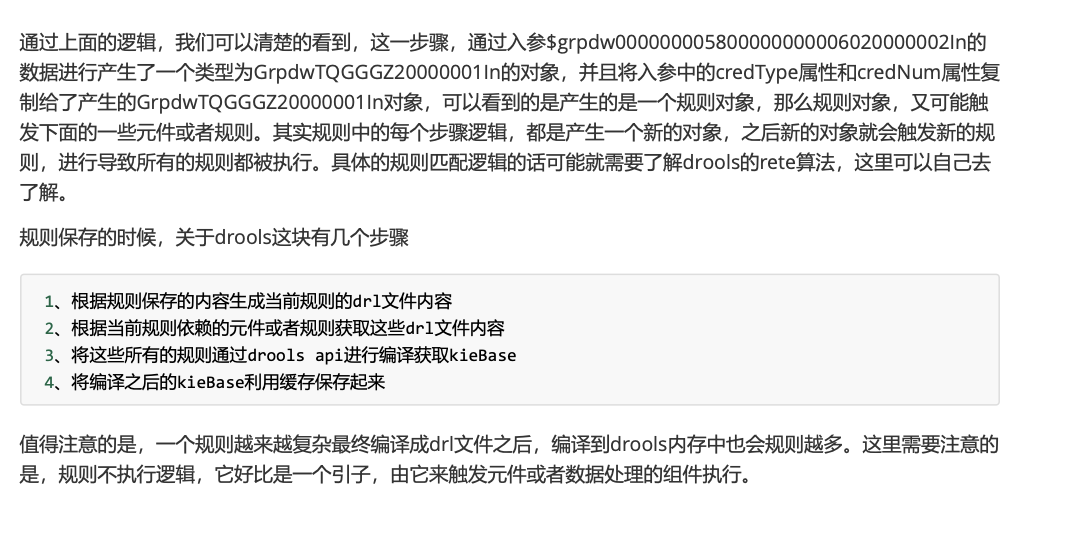 通过上面的逻辑，我们可以清楚的看到，这一步骤，通过入参$grpdw0000000058000000000006020000002In的
数据进行产生了一个类型为GrpdwTQGGGZ20000001In的对象，并且将入参中的credType属性和credNum属性复
制给了产生的GrpdwTQGGGZ20000001In对象，可以看到的是产生的是一个规则对象，那么规则对象，又可能触
发下面的一些元件或者规则。其实规则中的每个步骤逻辑，都是产生一个新的对象，之后新的对象就会触发新的规
则，进行导致所有的规则都被执行。具体的规则匹配逻辑的话可能就需要了解drools的rete算法，这里可以自己去
了解。
规则保存的时候，关于drools这块有几个步骤
1、根据规则保存的内容生成当前规则的drl文件内容
2、根据当前规则依赖的元件或者规则获取这些drl文件内容
3、将这些所有的规则通过drools api进行编译获取kieBase
4、将编译之后的kieBase利用缓存保存起来
值得注意的是，一个规则越来越复杂最终编译成drl文件之后，编译到drools内存中也会规则越多。这里需要注意的
是，规则不执行逻辑，它好比是一个引子，由它来触发元件或者数据处理的组件执行。